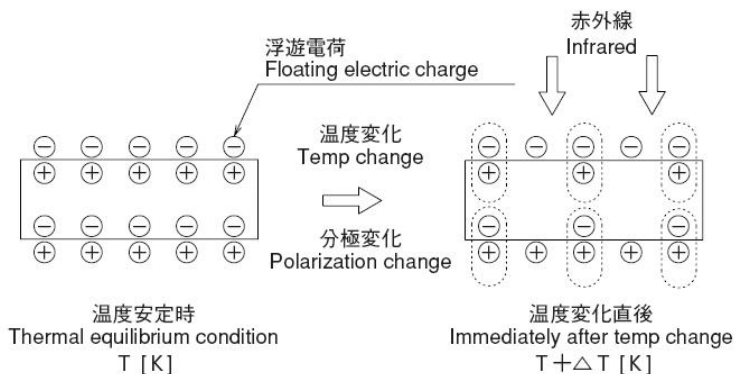 赤外線
Infrared
浮遊電荷
Floating electric charge
温度変化
Temp change
分極変化
Polarization change
温度安定時
Thermal equilibrium condition
T [K]
温度変化直後
Immediately after temp change
T+△T [K]